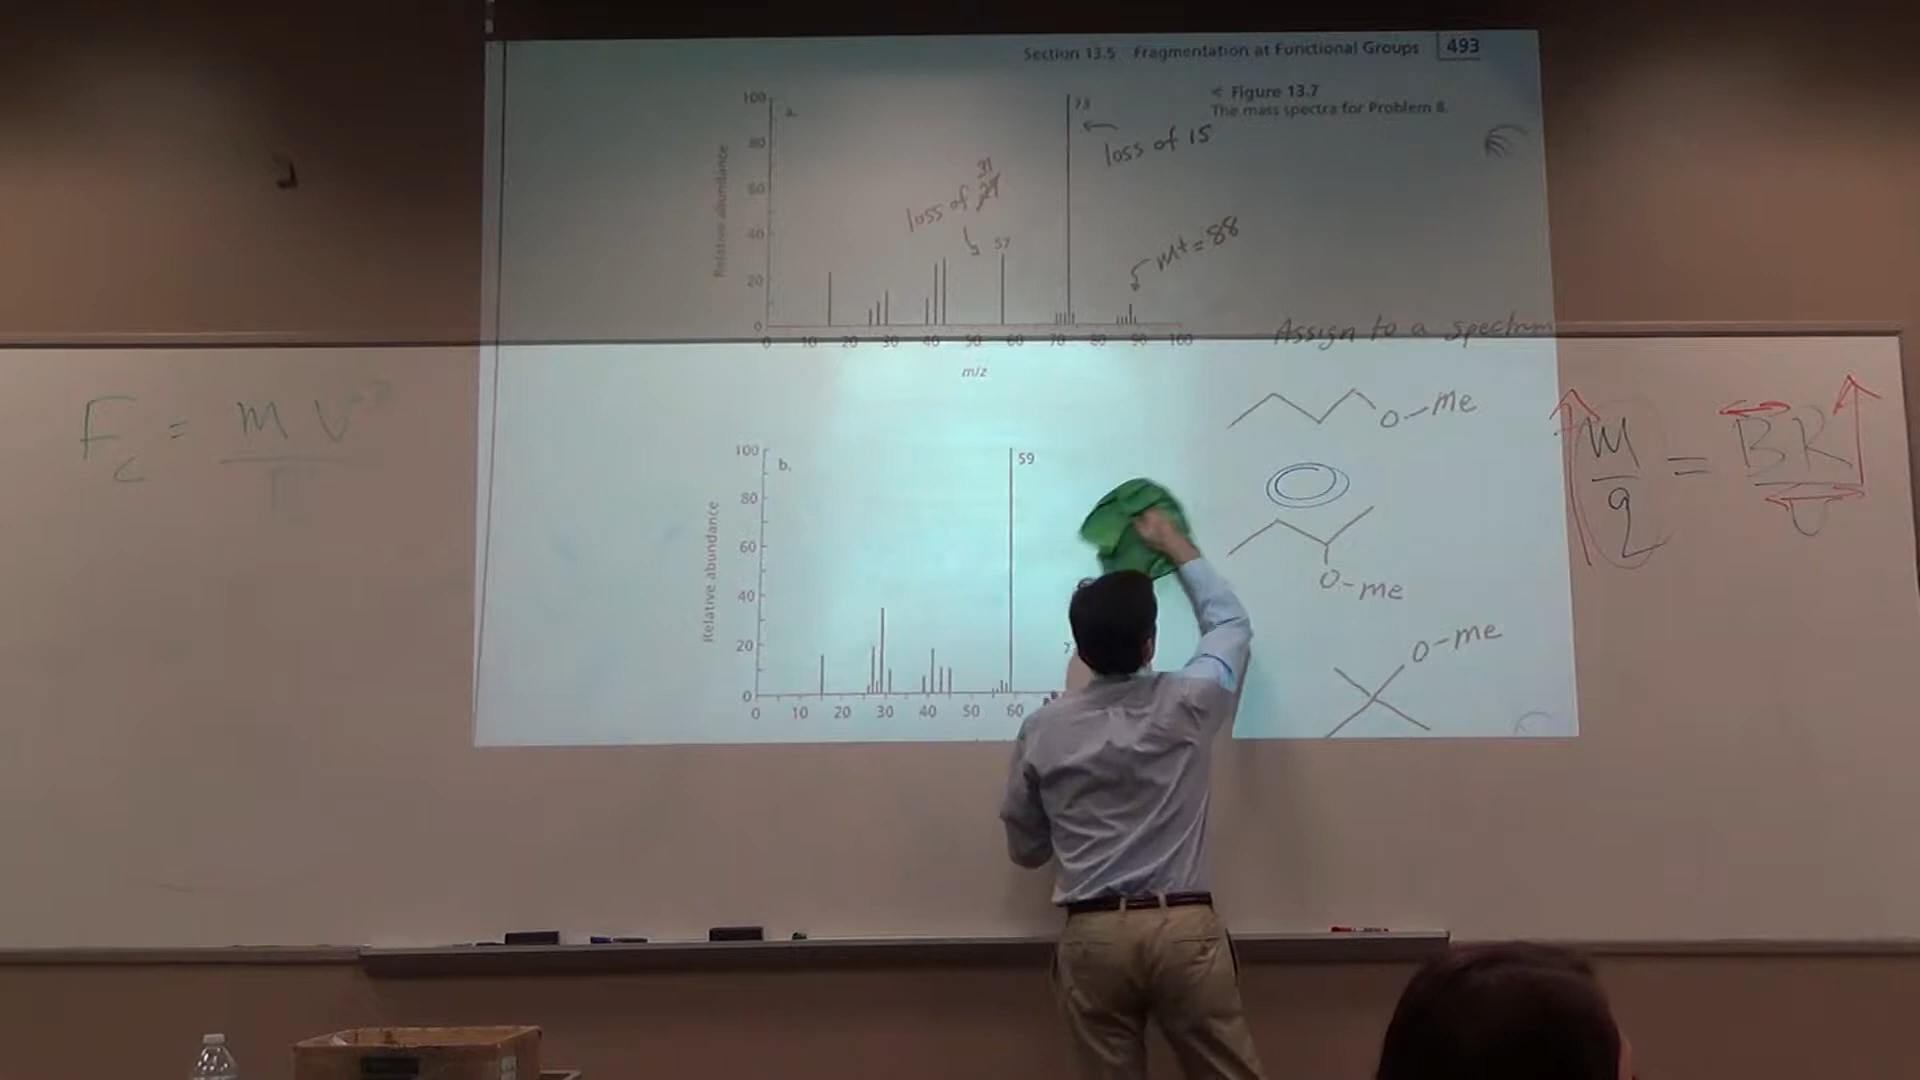 Section 13.5 Fragmentation at Functional Groups 493
Figure 13.7
The mass spectra for Problem 8.
100
80
60
40
20
0
Relative abundance
a.
73
loss of 15
loss of 31
57
M+ = 88
0 10 20 30 40 50 60 70 80 90 100
m/z
Assign to a spectrum
100
80
60
40
20
0
Relative abundance
b.
59
0 10 20 30 40 50 60
O-Me
O-Me
O-Me
Fc = mv
m/q = BR/U